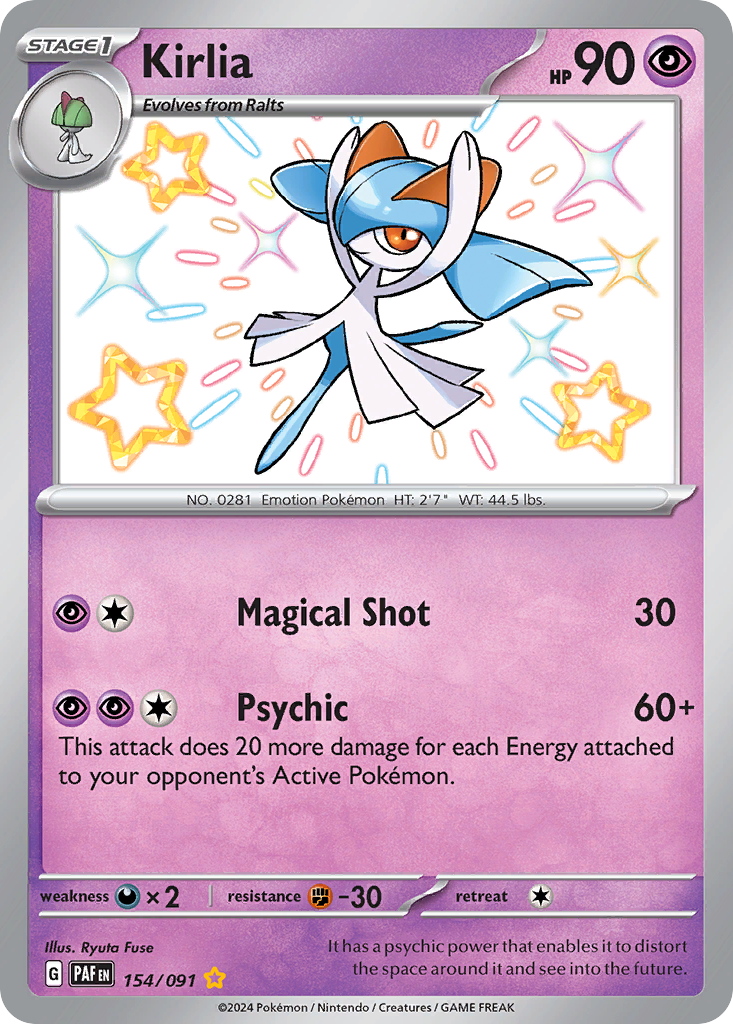 STAGE1
Kirlia
HP 90
Evolves from Ralts
NO. 0281 Emotion Pokémon HT: 2'7" WT: 44.5 lbs.
Magical Shot 30
Psychic 60+
This attack does 20 more damage for each Energy attached
to your opponent's Active Pokémon.
weakness ×2 resistance -30 retreat
Illus. Ryuta Fuse
It has a psychic power that enables it to distort
the space around it and see into the future.
G PAF EN 154/091
©2024 Pokémon / Nintendo / Creatures / GAME FREAK